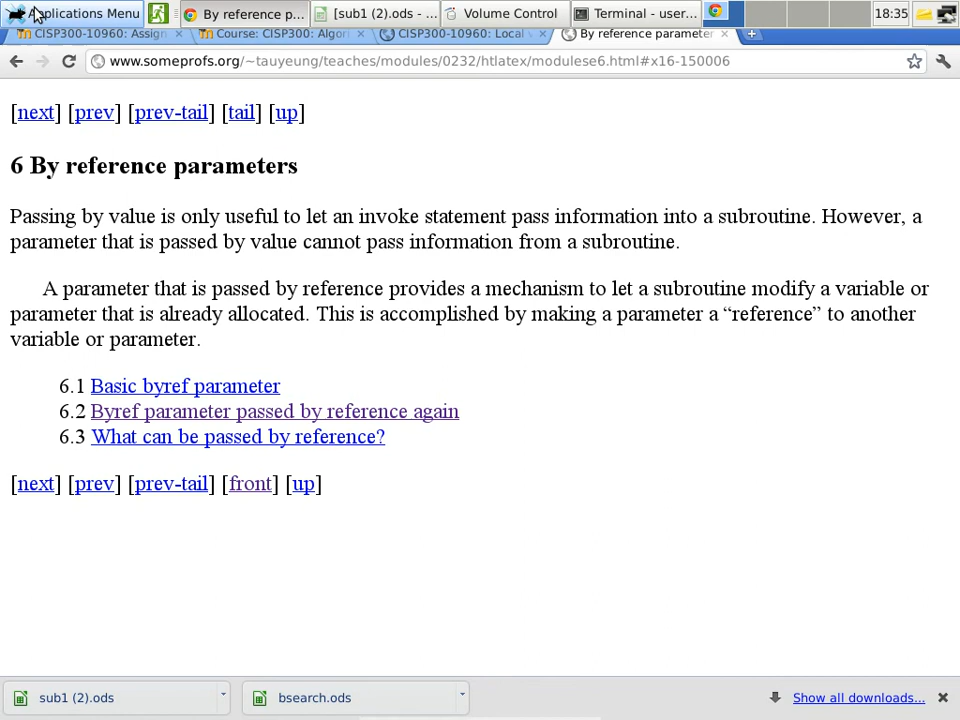 Applications Menu By reference p... [sub1 (2).ods - ... Volume Control Terminal - user... 18:35
CISP300-10960: Assign CISP300: Algori CISP300-10960: Local v By reference parameter
www.someprofs.org/~tauyeung/teaches/modules/0232/htlatex/modulese6.html#x16-150006
[next] [prev] [prev-tail] [tail] [up]
6 By reference parameters
Passing by value is only useful to let an invoke statement pass information into a subroutine. However, a
parameter that is passed by value cannot pass information from a subroutine.
A parameter that is passed by reference provides a mechanism to let a subroutine modify a variable or
parameter that is already allocated. This is accomplished by making a parameter a “reference” to another
variable or parameter.
6.1 Basic byref parameter
6.2 Byref parameter passed by reference again
6.3 What can be passed by reference?
[next] [prev] [prev-tail] [front] [up]
sub1 (2).ods bsearch.ods Show all downloads...